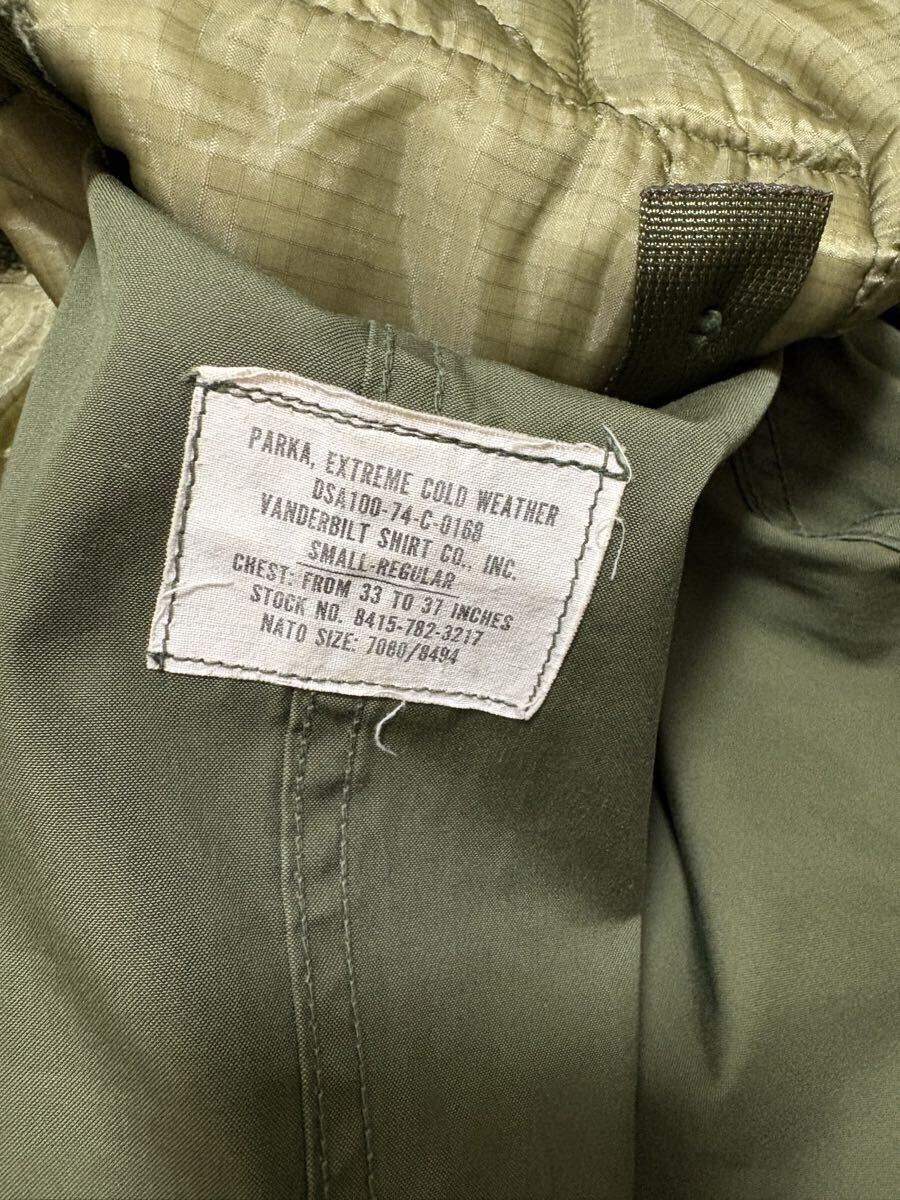 PARKA, EXTREME COLD WEATHER
DSA100-74-C-0168
VANDERBILT SHIRT CO., INC.
SMALL-REGULAR
CHEST: FROM 33 TO 37 INCHES
STOCK NO. 8415-782-3217
NATO SIZE: 7080/8494